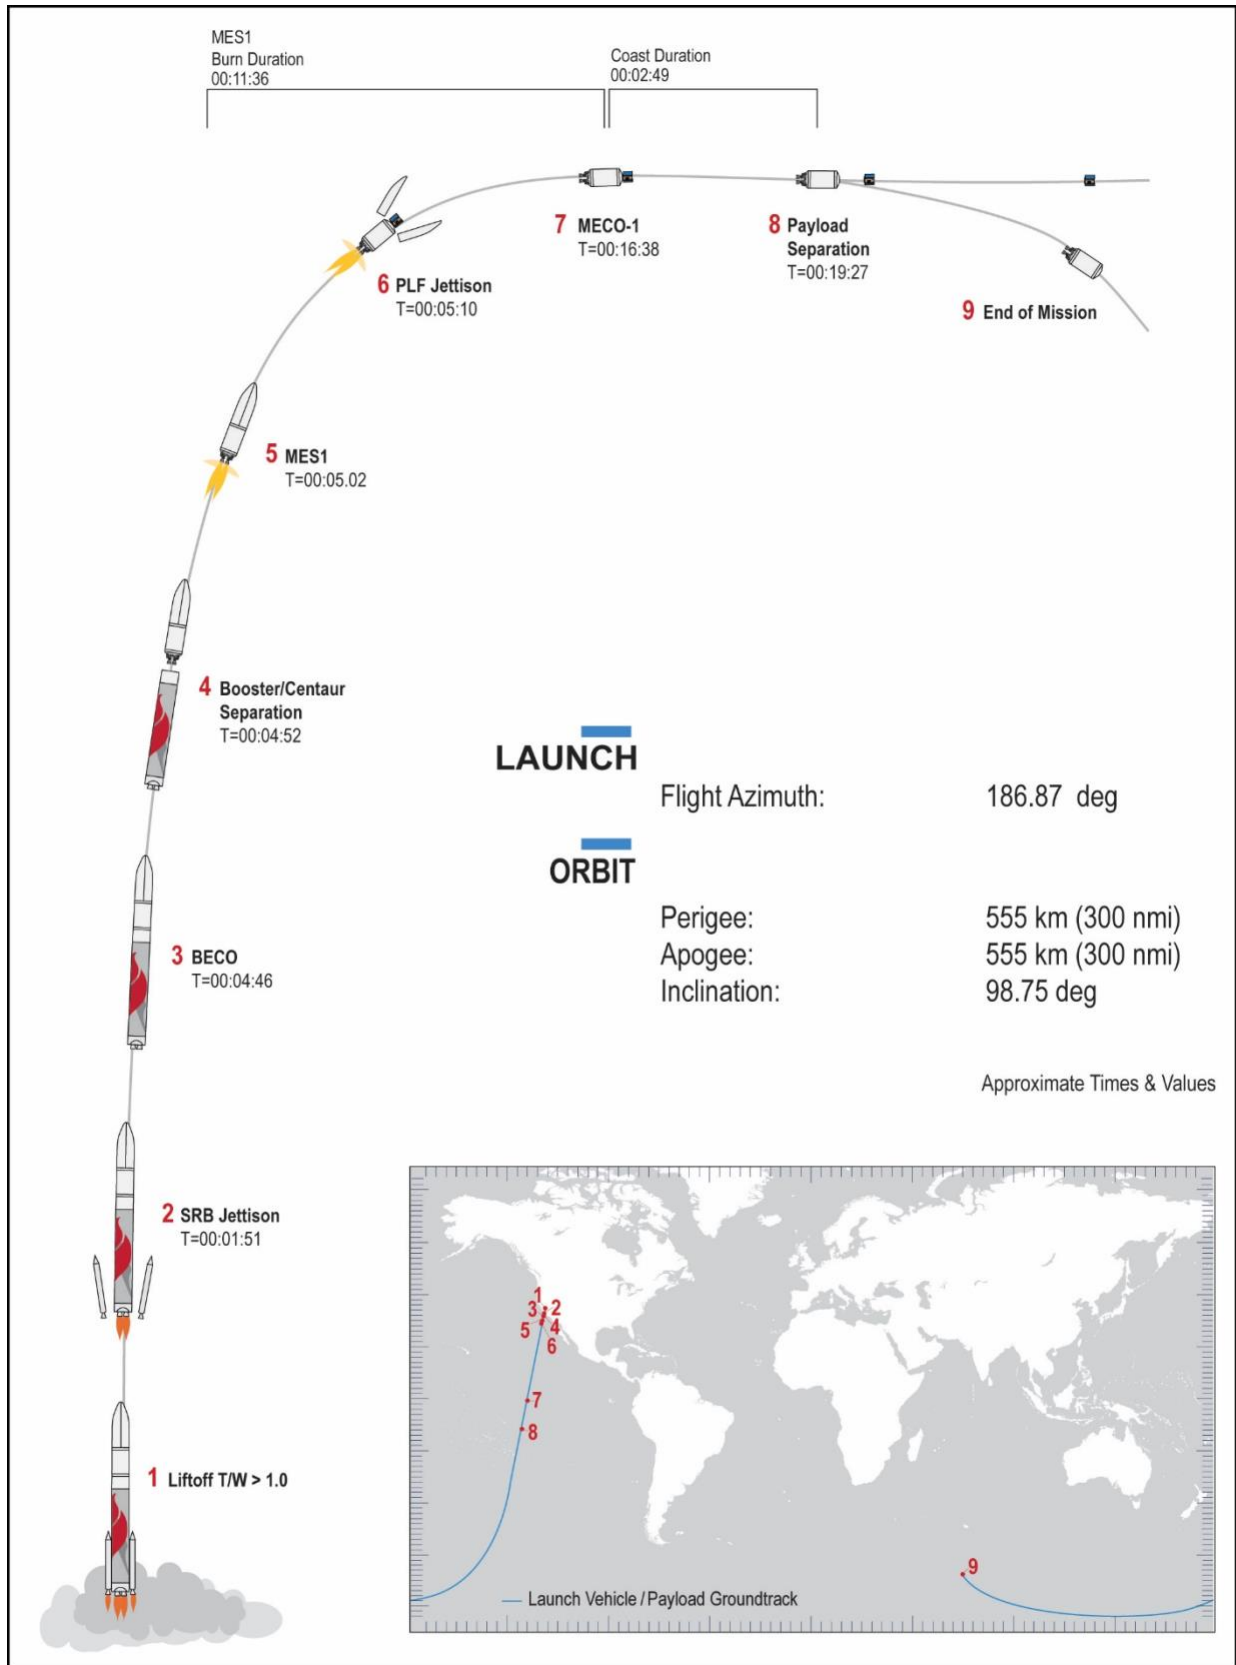 MES1
Burn Duration
00:11:36
Coast Duration
00:02:49
7 MECO-1
T=00:16:38
8 Payload
Separation
T=00:19:27
6 PLF Jettison
T=00:05:10
9 End of Mission
5 MES1
T=00:05.02
4 Booster/Centaur
Separation
T=00:04:52
LAUNCH
Flight Azimuth: 186.87 deg
ORBIT
Perigee: 555 km (300 nmi)
Apogee: 555 km (300 nmi)
Inclination: 98.75 deg
3 BECO
T=00:04:46
Approximate Times & Values
2 SRB Jettison
T=00:01:51
1 Liftoff T/W > 1.0
1
3 2
5 4
6
7
8
9
Launch Vehicle / Payload Groundtrack